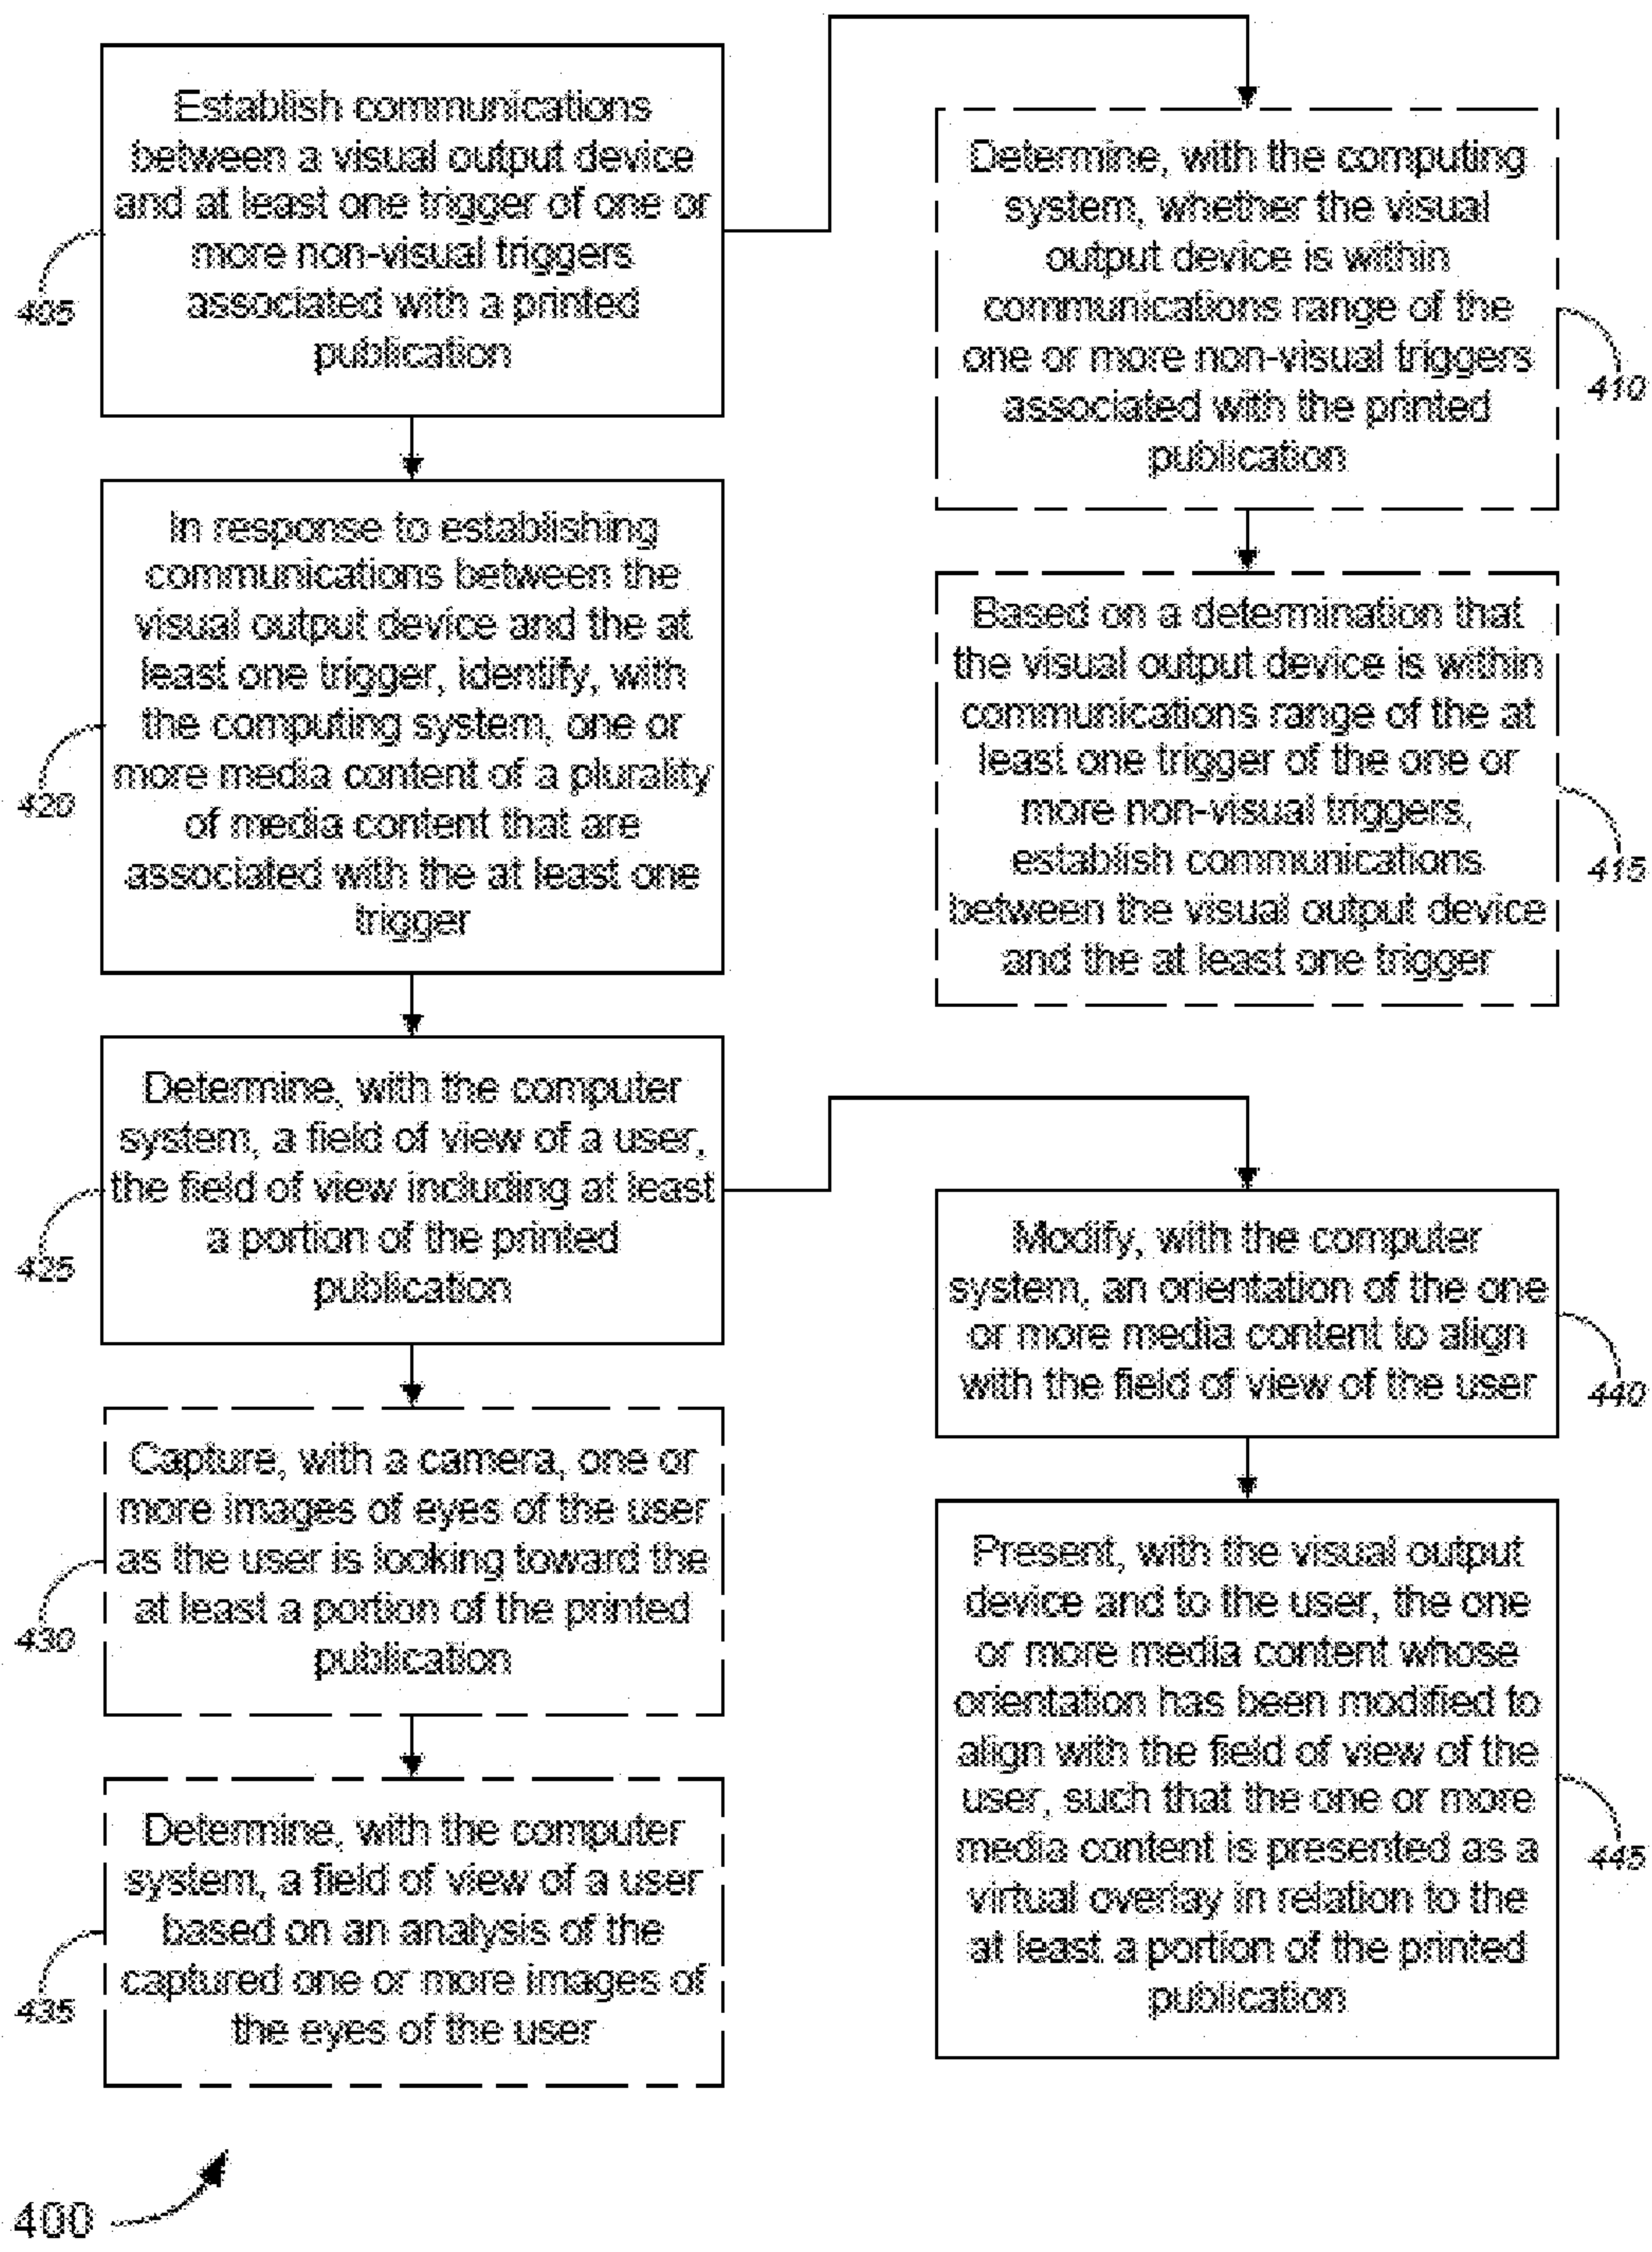 Establish communications
between a visual output device
and at least one trigger of one or
more non-visual triggers
associated with a printed
publication
405
In response to establishing
communications between the
visual output device and the at
least one trigger, identify, with
the computing system, one or
more media content of a plurality
of media content that are
associated with the at least one
trigger
420
Determine, with the computer
system, a field of view of a user,
the field of view including at least
a portion of the printed
publication
425
Capture, with a camera, one or
more images of eyes of the user
as the user is looking toward the
at least a portion of the printed
publication
430
Determine, with the computer
system, a field of view of a user
based on an analysis of the
captured one or more images of
the eyes of the user
435
Determine, with the computing
system, whether the visual
output device is within
communications range of the
one or more non-visual triggers
associated with the printed
publication
410
Based on a determination that
the visual output device is within
communications range of the at
least one trigger of the one or
more non-visual triggers,
establish communications
between the visual output device
and the at least one trigger
415
Modify, with the computer
system, an orientation of the one
or more media content to align
with the field of view of the user
440
Present, with the visual output
device and to the user, the one
or more media content whose
orientation has been modified to
align with the field of view of the
user, such that the one or more
media content is presented as a
virtual overlay in relation to the
at least a portion of the printed
publication
445
400